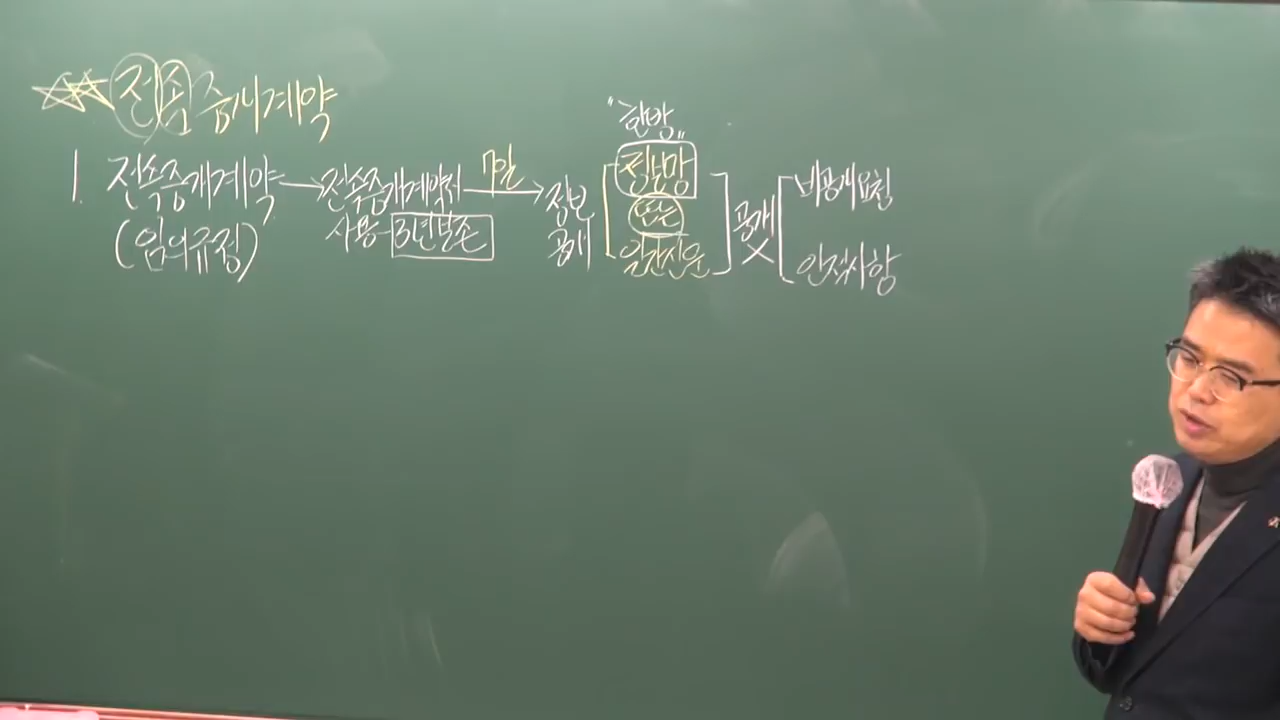 ☆☆ 전속중개계약
1. 전속중개계약 → 전속중개계약서 7일 → 정보
(임의규정) 사용-3년보존 공개
"한방"
정보망
또는
일간신문
공개 ×
비공개요청
인적사항